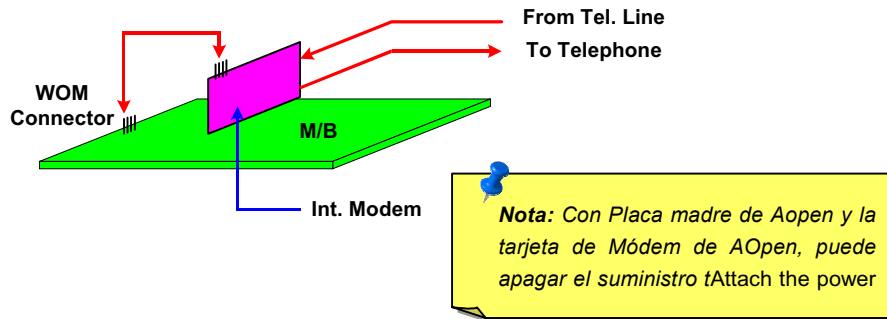 From Tel. Line
To Telephone
WOM
Connector
M/B
Int. Modem
Nota: Con Placa madre de Aopen y la
tarjeta de Módem de AOpen, puede
apagar el suministro tAttach the power